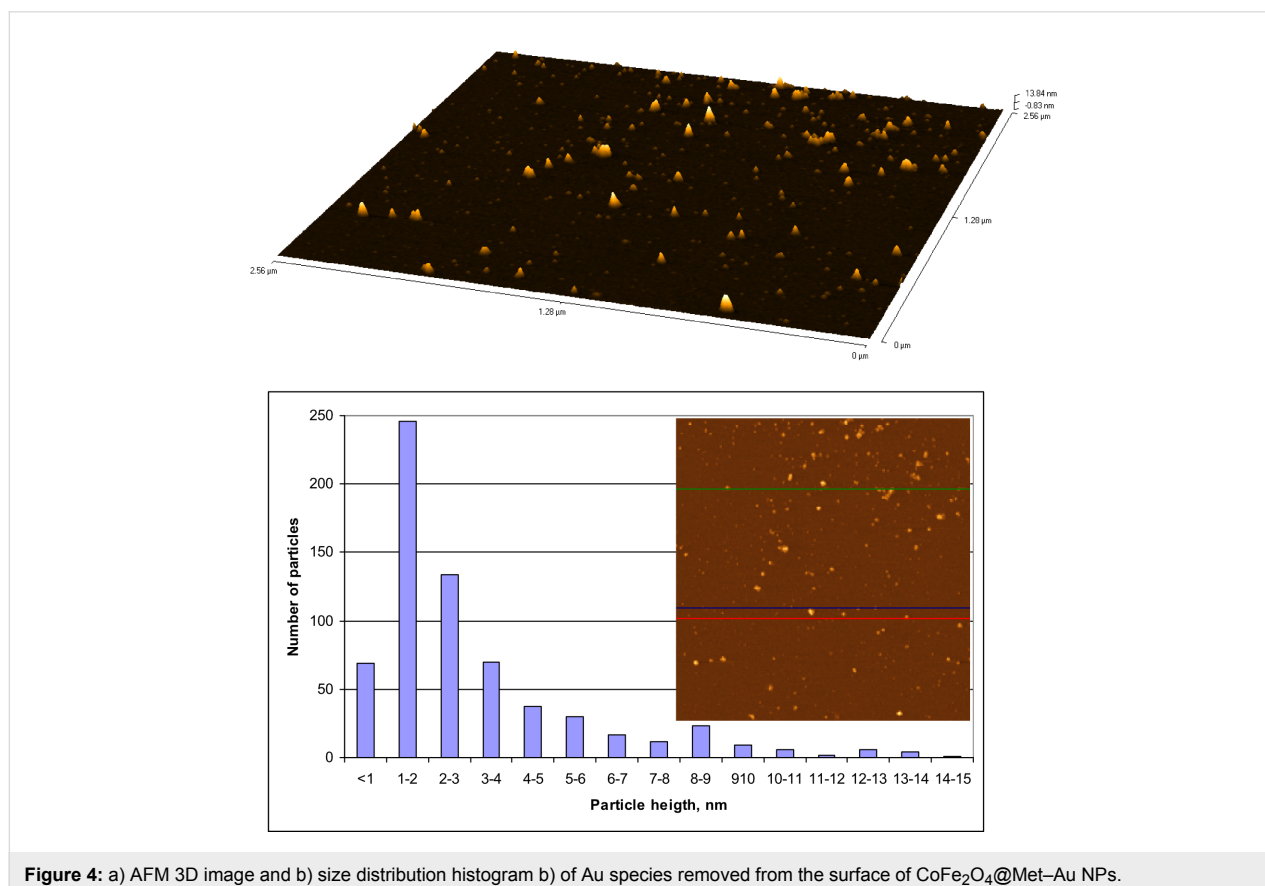 13.84 nm
-0.83 nm
2.56 µm
1.28 µm
2.56 µm
1.28 µm
0 µm
0 µm
250
200
150
100
50
0
Number of particles
<1 1-2 2-3 3-4 4-5 5-6 6-7 7-8 8-9 910 10-11 11-12 12-13 13-14 14-15
Particle heigth, nm
Figure 4: a) AFM 3D image and b) size distribution histogram b) of Au species removed from the surface of CoFe₂O₄@Met–Au NPs.